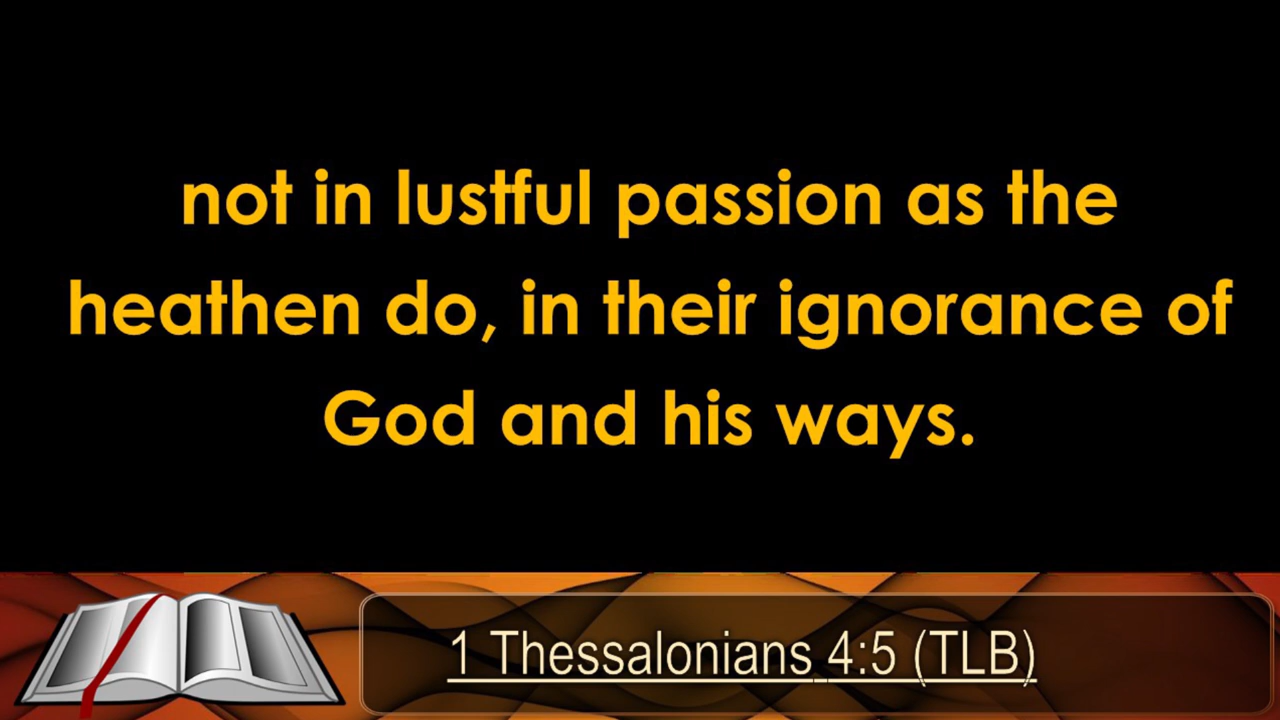 not in lustful passion as the
heathen do, in their ignorance of
God and his ways.
1 Thessalonians 4:5 (TLB)